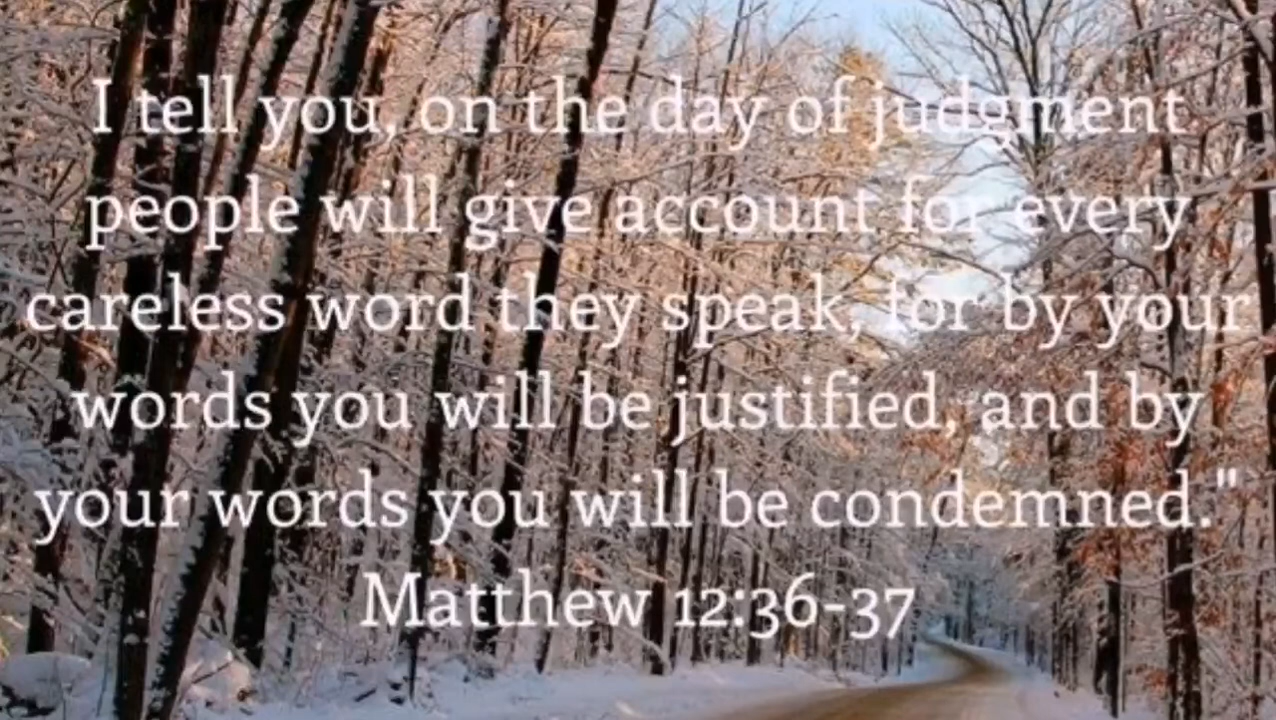 I tell you, on the day of judgment
people will give account for every
careless word they speak, for by your
words you will be justified, and by
your words you will be condemned."
Matthew 12:36-37